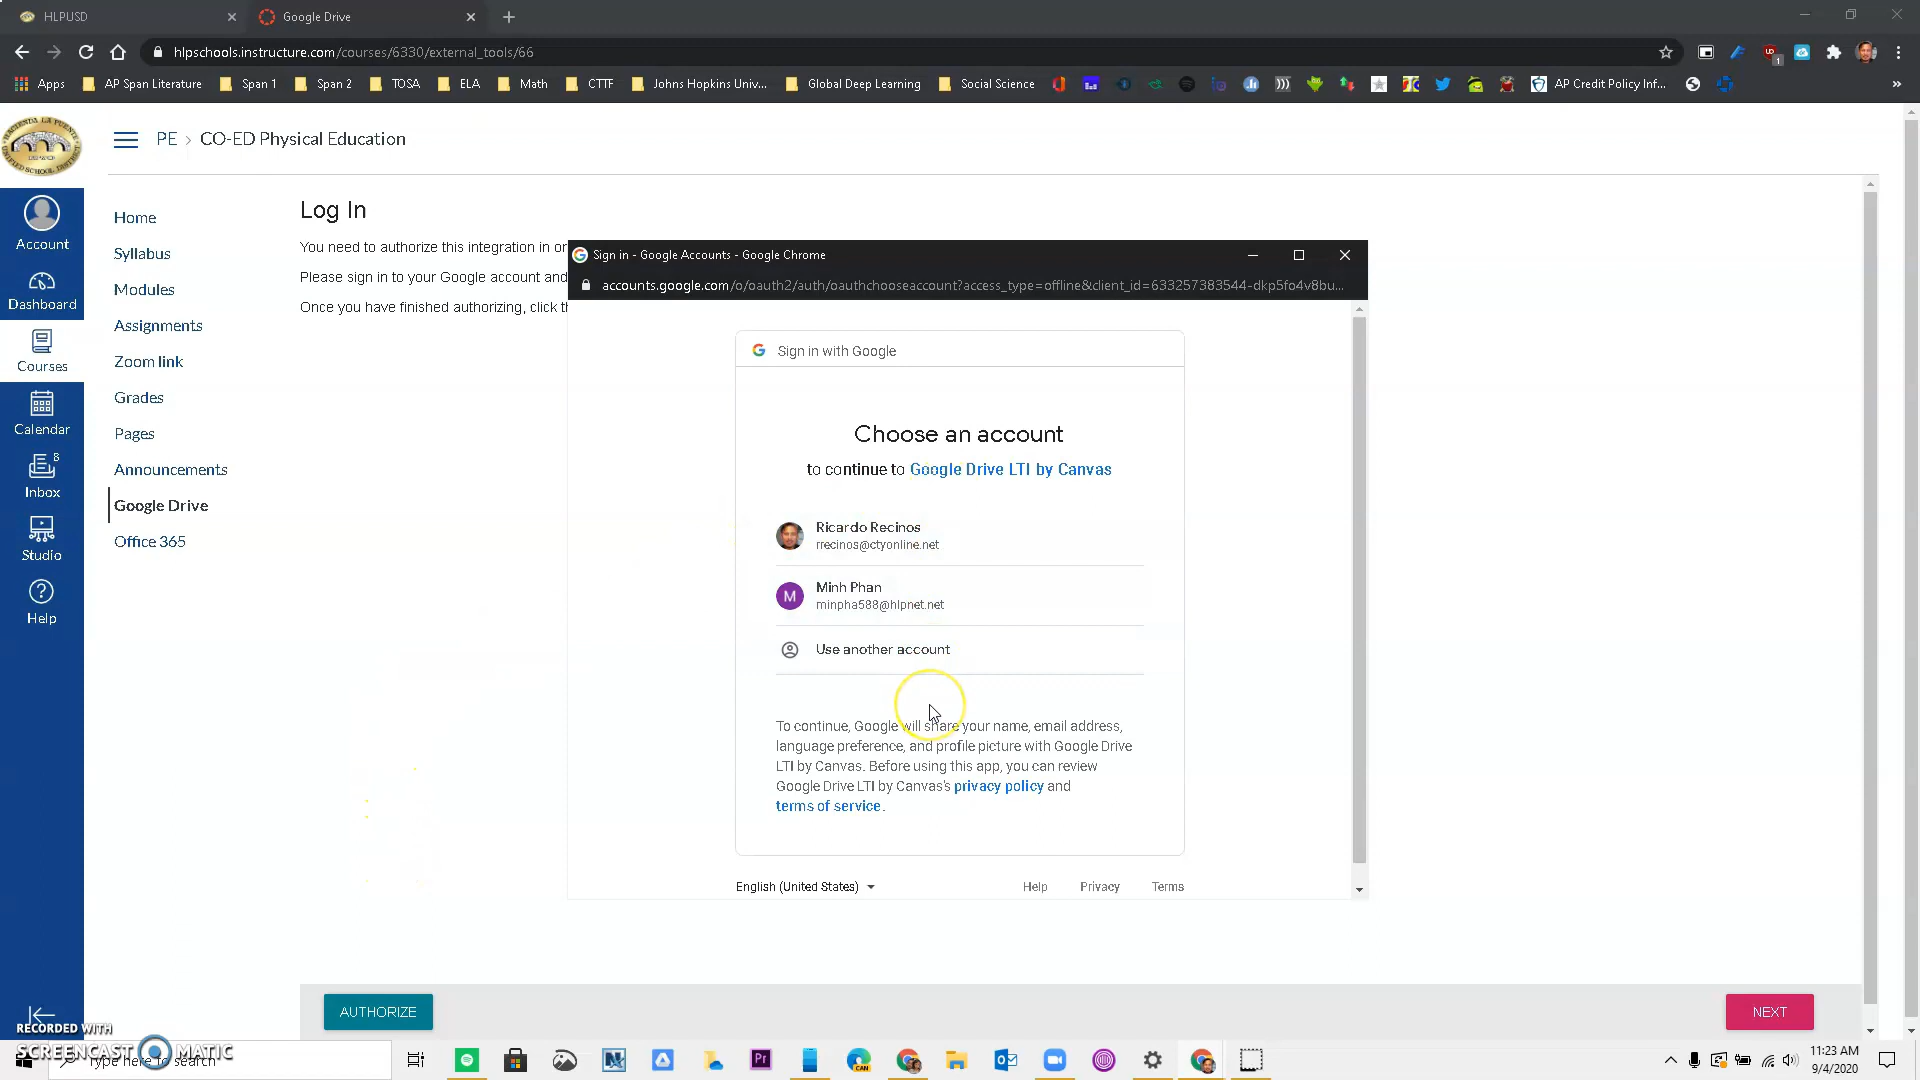 HLPUSD
Google Drive
hlpschools.instructure.com/courses/6330/external_tools/66
Apps
AP Span Literature
Span 1
Span 2
TOSA
ELA
Math
CTTF
Johns Hopkins Univ...
Global Deep Learning
Social Science
AP Credit Policy Inf...
PE > CO-ED Physical Education
Account
Dashboard
Courses
Calendar
8
Inbox
Studio
Help
Home
Syllabus
Modules
Assignments
Zoom link
Grades
Pages
Announcements
Google Drive
Office 365
Log In
You need to authorize this integration in or
Please sign in to your Google account and
Once you have finished authorizing, click th
Sign in - Google Accounts - Google Chrome
accounts.google.com/o/oauth2/auth/oauthchooseaccount?access_type=offline&client_id=633257383544-dkp5fo4v8bu...
Sign in with Google
Choose an account
to continue to Google Drive LTI by Canvas
Ricardo Recinos
rrecinos@ctyonline.net
M
Minh Phan
minpha588@hlpnet.net
Use another account
To continue, Google will share your name, email address,
language preference, and profile picture with Google Drive
LTI by Canvas. Before using this app, you can review
Google Drive LTI by Canvas's privacy policy and
terms of service.
English (United States)
Help
Privacy
Terms
AUTHORIZE
NEXT
RECORDED WITH
SCREENCAST MATIC
Type here to search
Pr
CAN
11:23 AM
9/4/2020